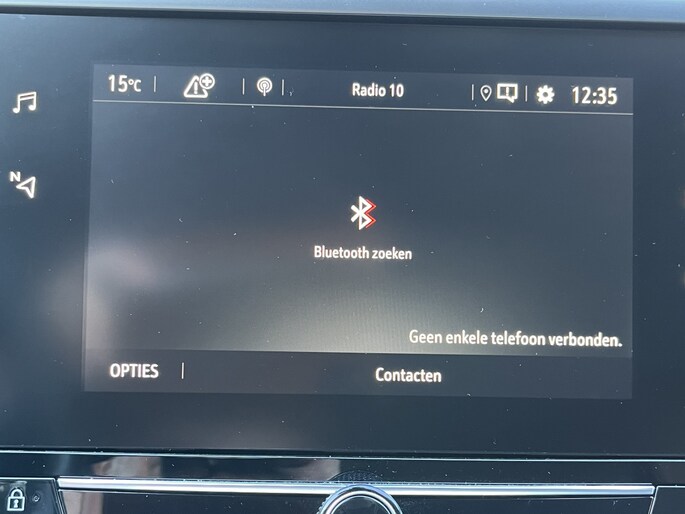 15°C Radio 10 12:35
N
Bluetooth zoeken
Geen enkele telefoon verbonden.
OPTIES Contacten